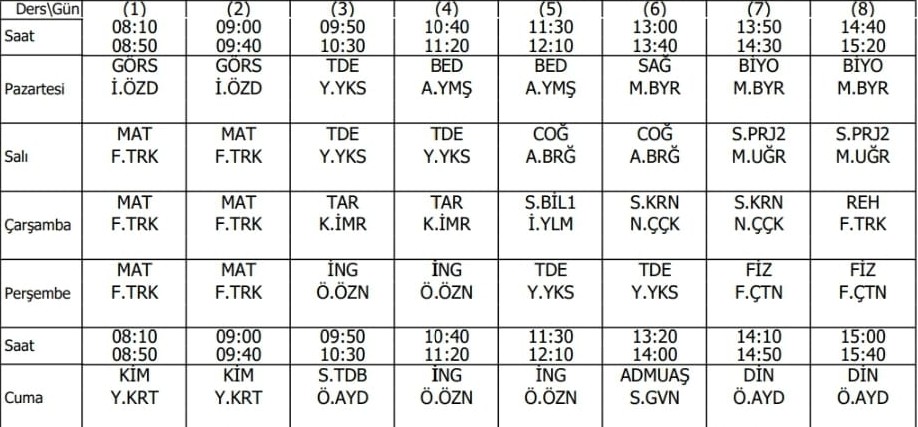 Ders\Gün (1) (2) (3) (4) (5) (6) (7) (8)
Saat 08:10 09:00 09:50 10:40 11:30 13:00 13:50 14:40
08:50 09:40 10:30 11:20 12:10 13:40 14:30 15:20
Pazartesi GÖRS GÖRS TDE BED BED SAĞ BİYO BİYO
İ.ÖZD İ.ÖZD Y.YKS A.YMŞ A.YMŞ M.BYR M.BYR M.BYR
Salı MAT MAT TDE TDE COĞ COĞ S.PRJ2 S.PRJ2
F.TRK F.TRK Y.YKS Y.YKS A.BRĞ A.BRĞ M.UĞR M.UĞR
Çarşamba MAT MAT TAR TAR S.BİL1 S.KRN S.KRN REH
F.TRK F.TRK K.İMR K.İMR İ.YLM N.ÇÇK N.ÇÇK F.TRK
Perşembe MAT MAT İNG İNG TDE TDE FİZ FİZ
F.TRK F.TRK Ö.ÖZN Ö.ÖZN Y.YKS Y.YKS F.ÇTN F.ÇTN
Saat 08:10 09:00 09:50 10:40 11:30 13:20 14:10 15:00
08:50 09:40 10:30 11:20 12:10 14:00 14:50 15:40
Cuma KİM KİM S.TDB İNG İNG ADMUAŞ DİN DİN
Y.KRT Y.KRT Ö.AYD Ö.ÖZN Ö.ÖZN S.GVN Ö.AYD Ö.AYD